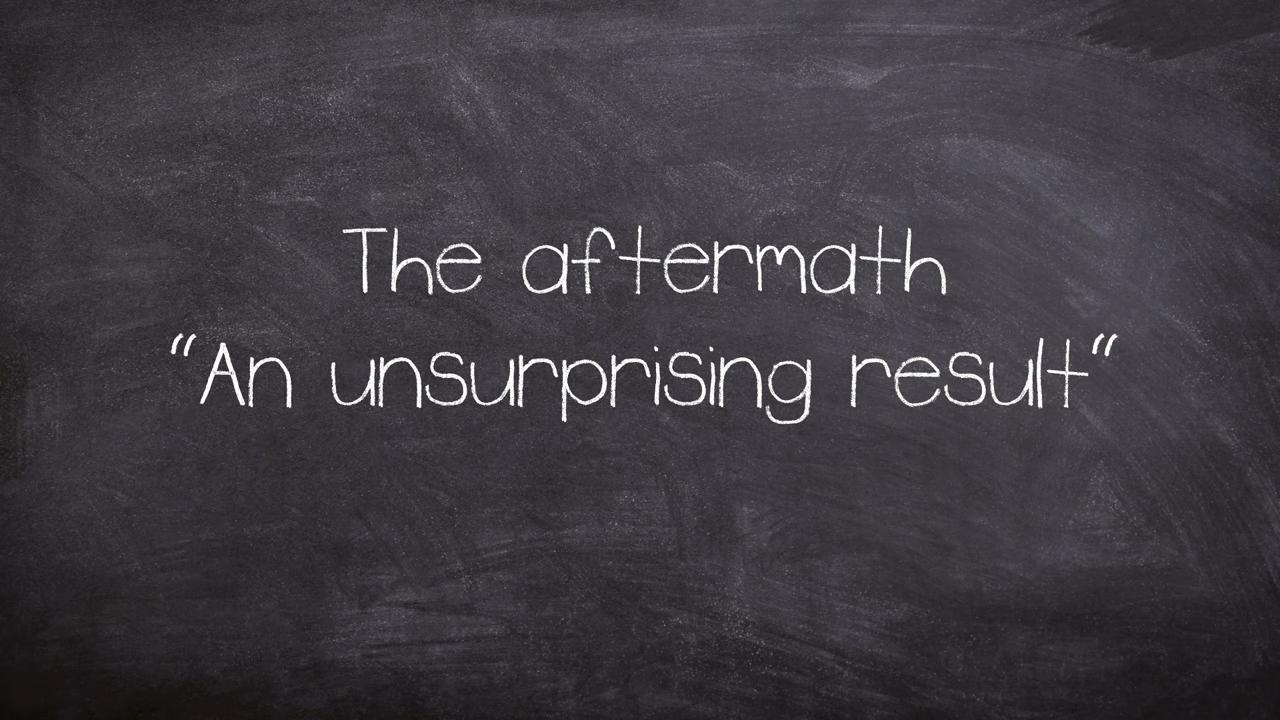 The aftermath
“An unsurprising result“